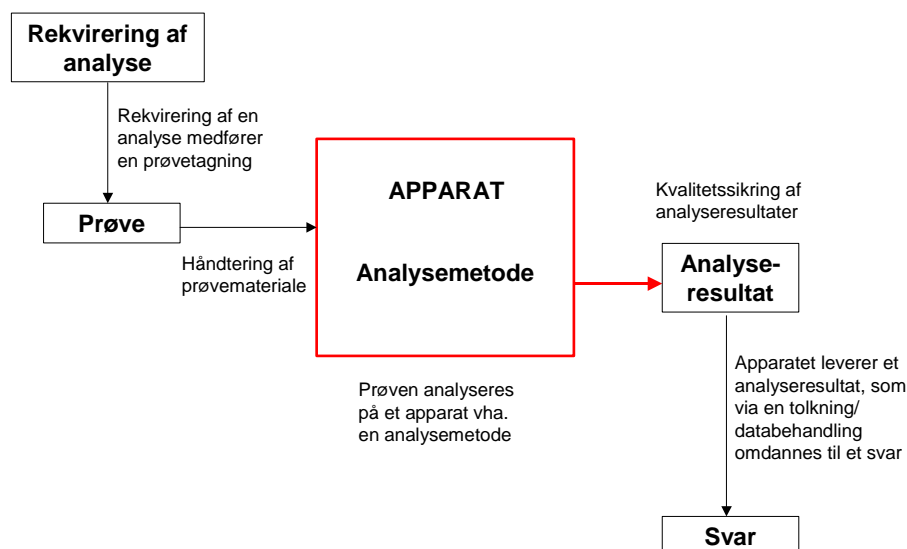 Rekvirering af
analyse
Rekvirering af en
analyse medfører
en prøvetagning
Prøve
Håndtering af
prøvemateriale
APPARAT
Analysemetode
Prøven analyseres
på et apparat vha.
en analysemetode
Kvalitetssikring af
analyseresultater
Analyse-
resultat
Apparatet leverer et
analyseresultat, som
via en tolkning/
databehandling
omdannes til et svar
Svar